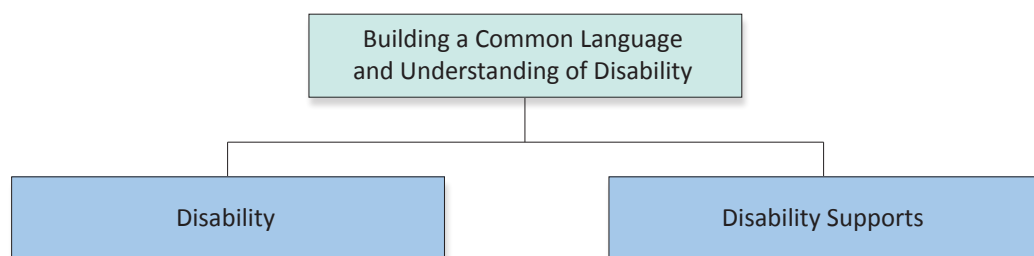 Building a Common Language
and Understanding of Disability
Disability
Disability Supports